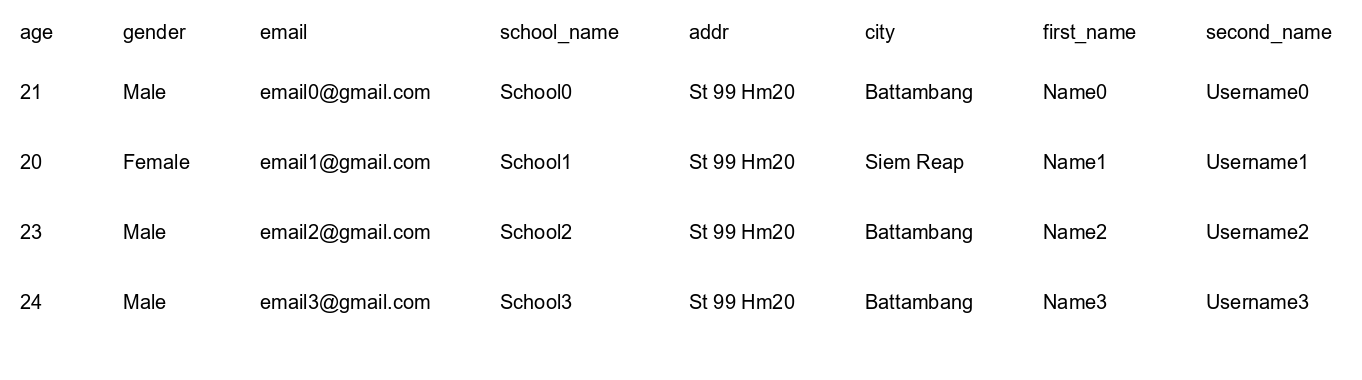 age gender email school_name addr city first_name second_name
21 Male email0@gmail.com School0 St 99 Hm20 Battambang Name0 Username0
20 Female email1@gmail.com School1 St 99 Hm20 Siem Reap Name1 Username1
23 Male email2@gmail.com School2 St 99 Hm20 Battambang Name2 Username2
24 Male email3@gmail.com School3 St 99 Hm20 Battambang Name3 Username3